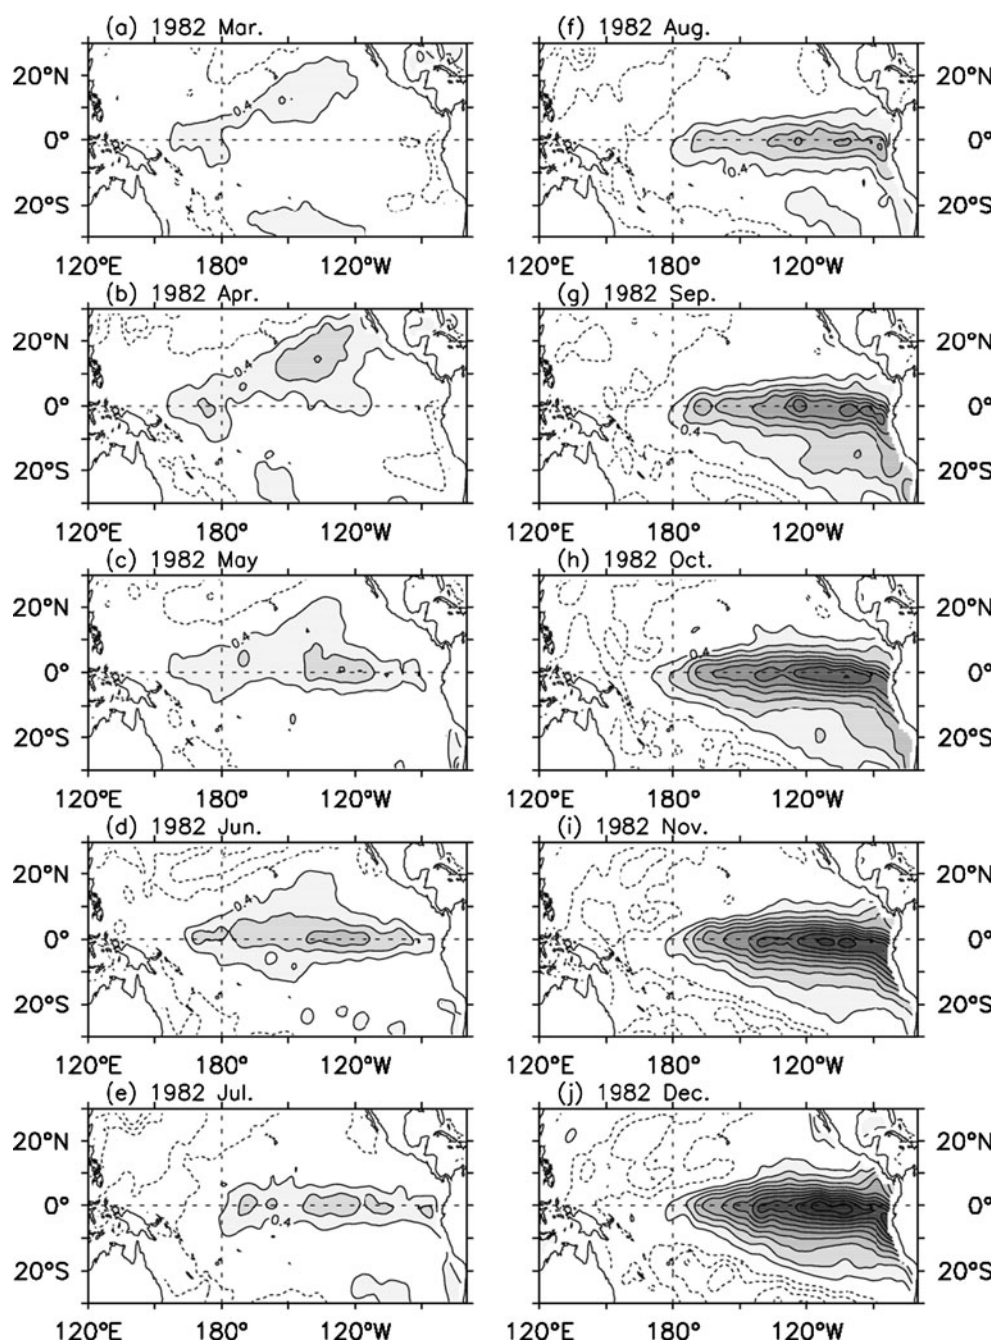 (a) 1982 Mar.
20°N
0°
20°S
0.4
120°E 180° 120°W
(b) 1982 Apr.
20°N
0°
20°S
0.4
120°E 180° 120°W
(c) 1982 May
20°N
0°
20°S
0.4
120°E 180° 120°W
(d) 1982 Jun.
20°N
0°
20°S
0.4
120°E 180° 120°W
(e) 1982 Jul.
20°N
0°
20°S
0.4
120°E 180° 120°W
(f) 1982 Aug.
20°N
0°
20°S
0.4
120°E 180° 120°W
(g) 1982 Sep.
20°N
0°
20°S
0.4
120°E 180° 120°W
(h) 1982 Oct.
20°N
0°
20°S
0.4
120°E 180° 120°W
(i) 1982 Nov.
20°N
0°
20°S
120°E 180° 120°W
(j) 1982 Dec.
20°N
0°
20°S
120°E 180° 120°W